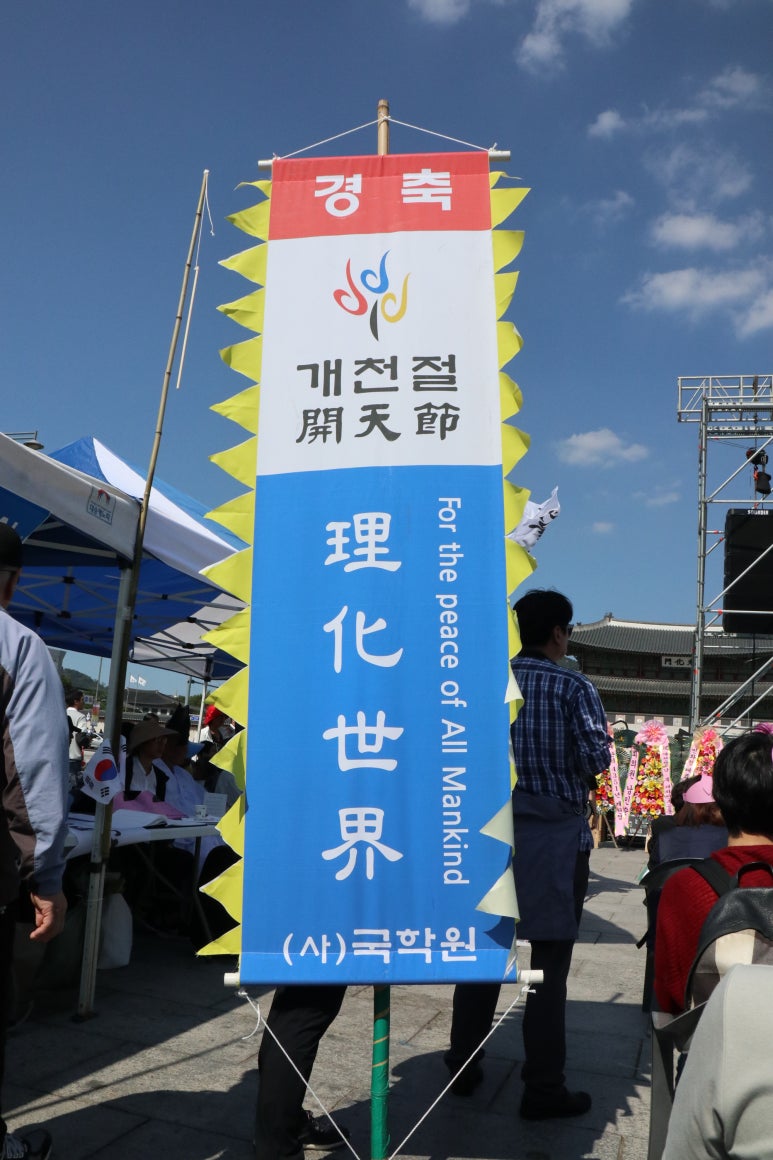 경축
개천절
開天節
理化世界
For the peace of All Mankind
(사)국학원